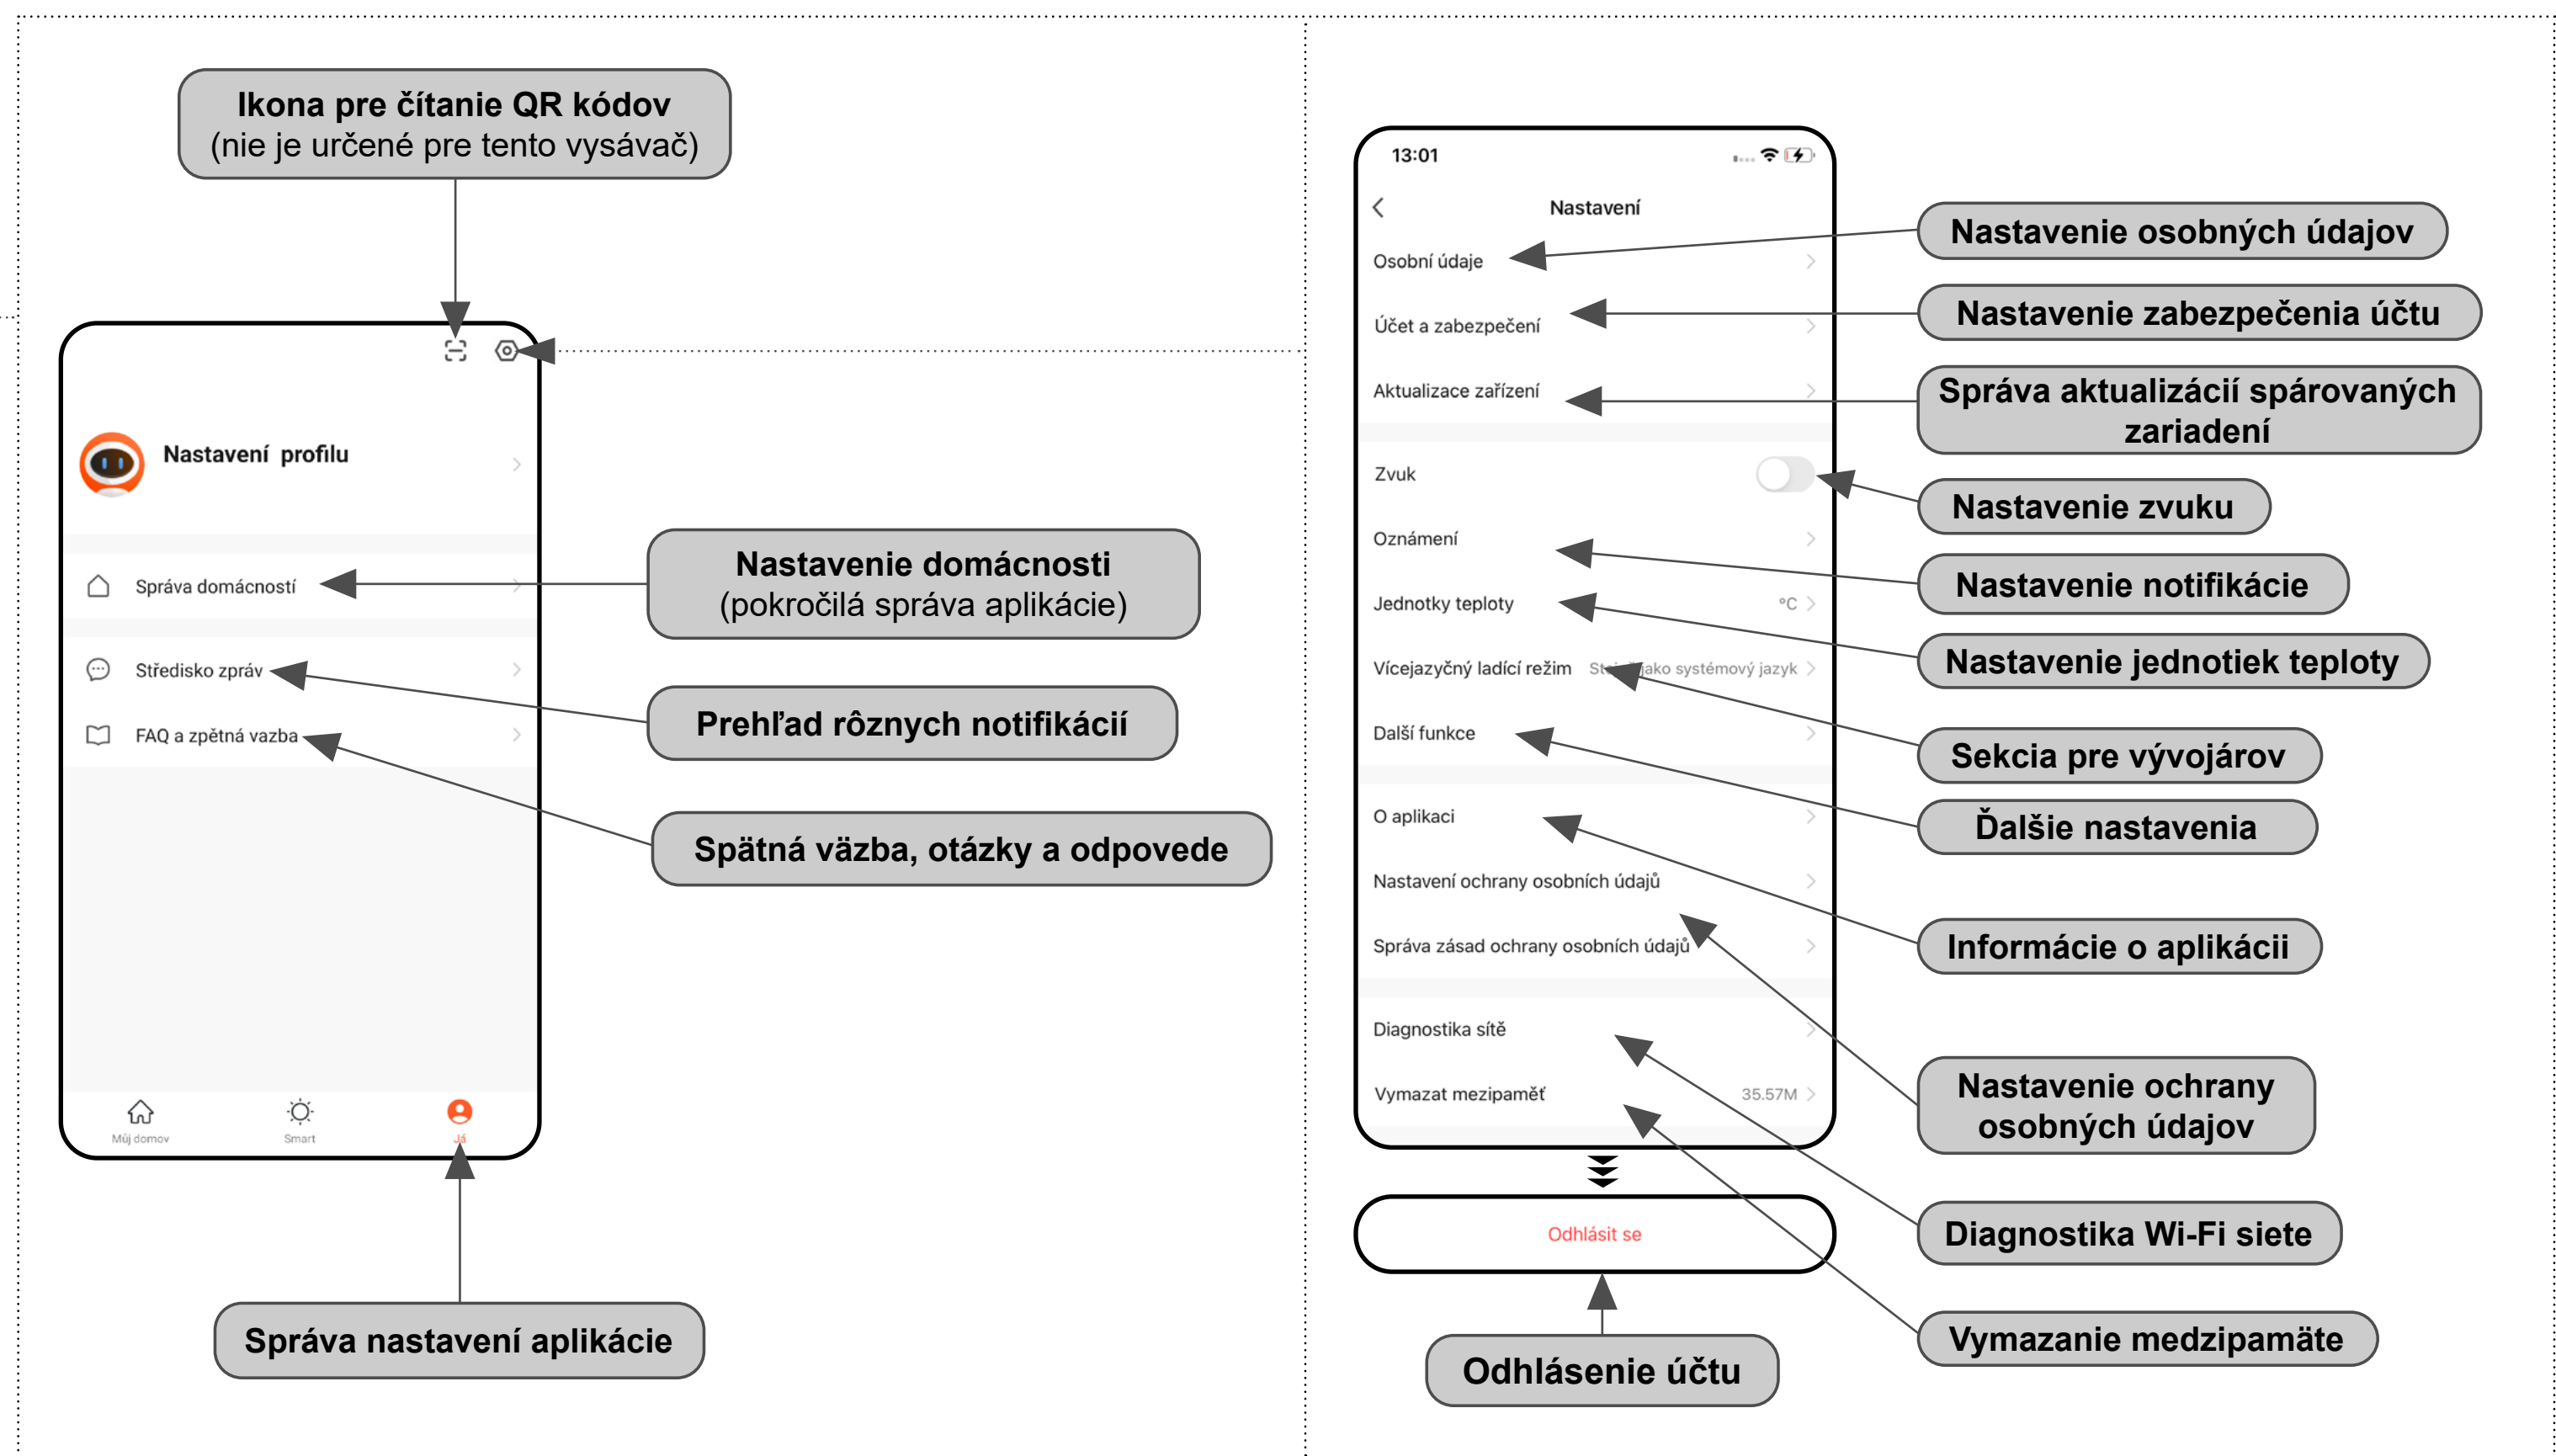 Ikona pre čítanie QR kódov
(nie je určené pre tento vysávač)
Nastavení profilu
Správa domácností
Středisko zpráv
FAQ a zpětná vazba
Můj domov
Smart
Já
Nastavenie domácnosti
(pokročilá správa aplikácie)
Prehľad rôznych notifikácií
Spätná väzba, otázky a odpovede
Správa nastavení aplikácie
13:01
Nastavení
Osobní údaje
Účet a zabezpečení
Aktualizace zařízení
Zvuk
Oznámení
Jednotky teploty °C
Vícejazyčný ladící režim jako systémový jazyk
Další funkce
O aplikaci
Nastavení ochrany osobních údajů
Správa zásad ochrany osobních údajů
Diagnostika sítě
Vymazat mezipaměť 35.57M
Odhlásit se
Nastavenie osobných údajov
Nastavenie zabezpečenia účtu
Správa aktualizácií spárovaných
zariadení
Nastavenie zvuku
Nastavenie notifikácie
Nastavenie jednotiek teploty
Sekcia pre vývojárov
Ďalšie nastavenia
Informácie o aplikácii
Nastavenie ochrany
osobných údajov
Diagnostika Wi-Fi siete
Vymazanie medzipamäte
Odhlásenie účtu